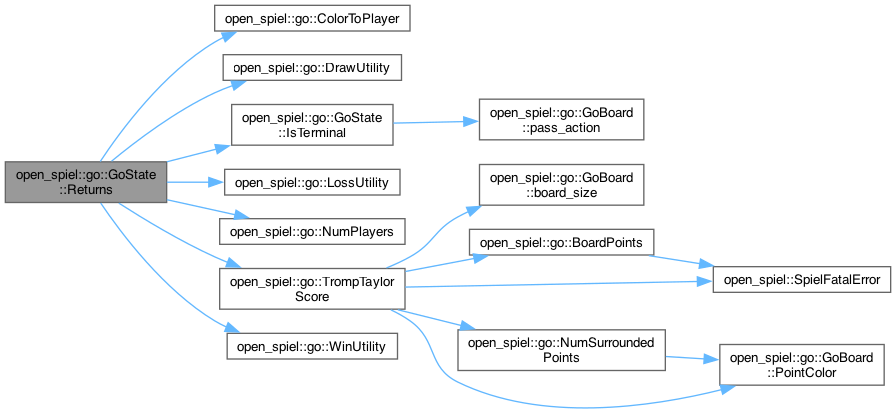 open_spiel::go::GoState
::Returns
open_spiel::go::ColorToPlayer
open_spiel::go::DrawUtility
open_spiel::go::GoState
::IsTerminal
open_spiel::go::GoBoard
::pass_action
open_spiel::go::LossUtility
open_spiel::go::NumPlayers
open_spiel::go::TrompTaylor
Score
open_spiel::go::GoBoard
::board_size
open_spiel::go::BoardPoints
open_spiel::SpielFatalError
open_spiel::go::NumSurrounded
Points
open_spiel::go::GoBoard
::PointColor
open_spiel::go::WinUtility